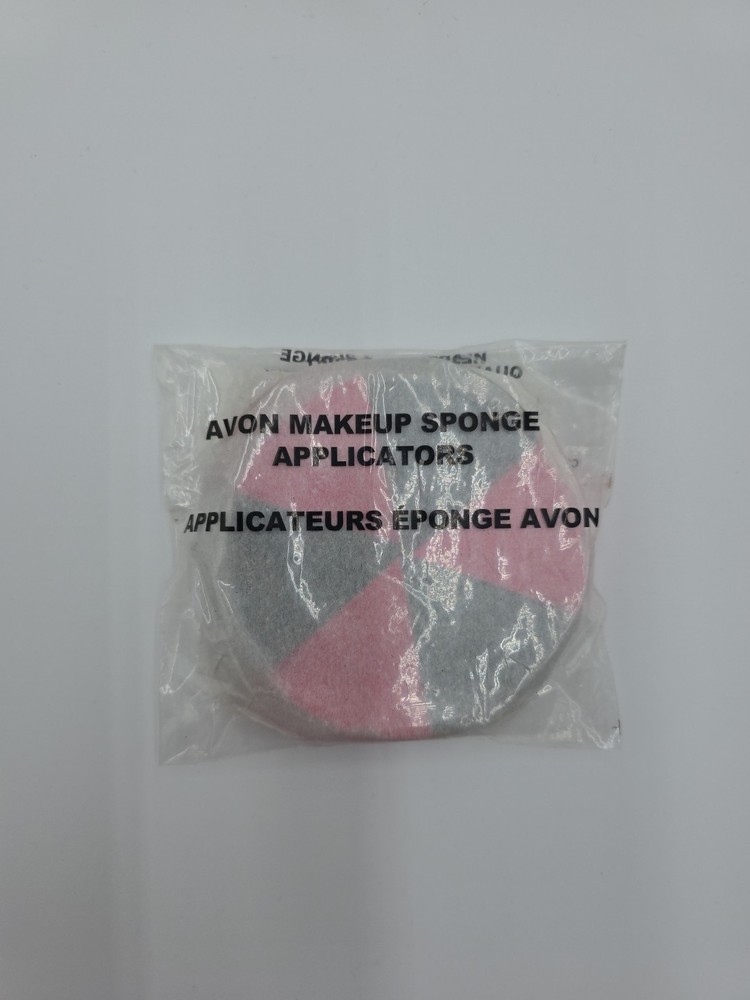 AVON MAKEUP SPONGE
APPLICATORS
APPLICATEURS ÉPONGE AVON